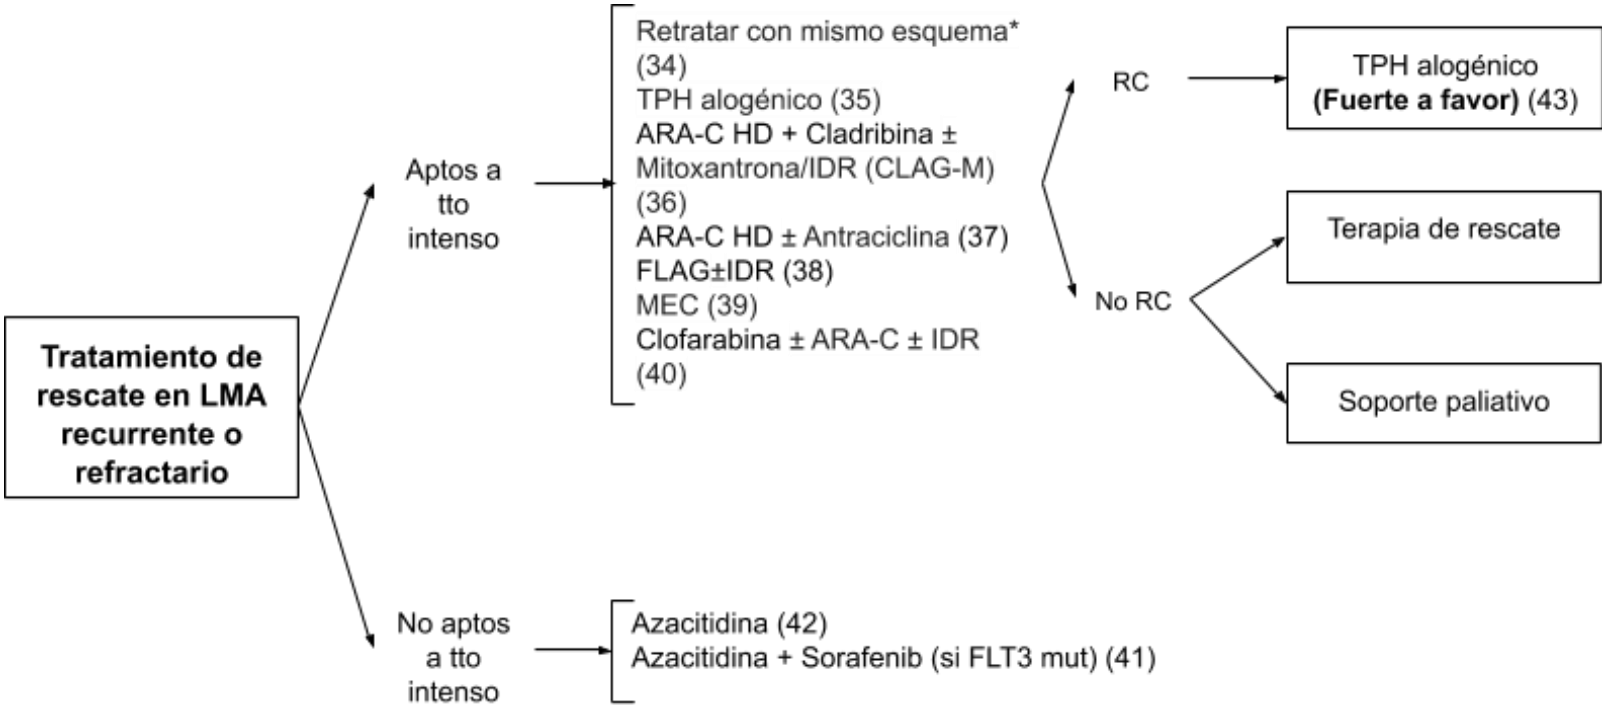 Tratamiento de
rescate en LMA
recurrente o
refractario
Aptos a
tto
intenso
Retratar con mismo esquema*
(34)
TPH alogénico (35)
ARA-C HD + Cladribina ±
Mitoxantrona/IDR (CLAG-M)
(36)
ARA-C HD ± Antraciclina (37)
FLAG±IDR (38)
MEC (39)
Clofarabina ± ARA-C ± IDR
(40)
RC
TPH alogénico
(Fuerte a favor) (43)
No RC
Terapia de rescate
Soporte paliativo
No aptos
a tto
intenso
Azacitidina (42)
Azacitidina + Sorafenib (si FLT3 mut) (41)